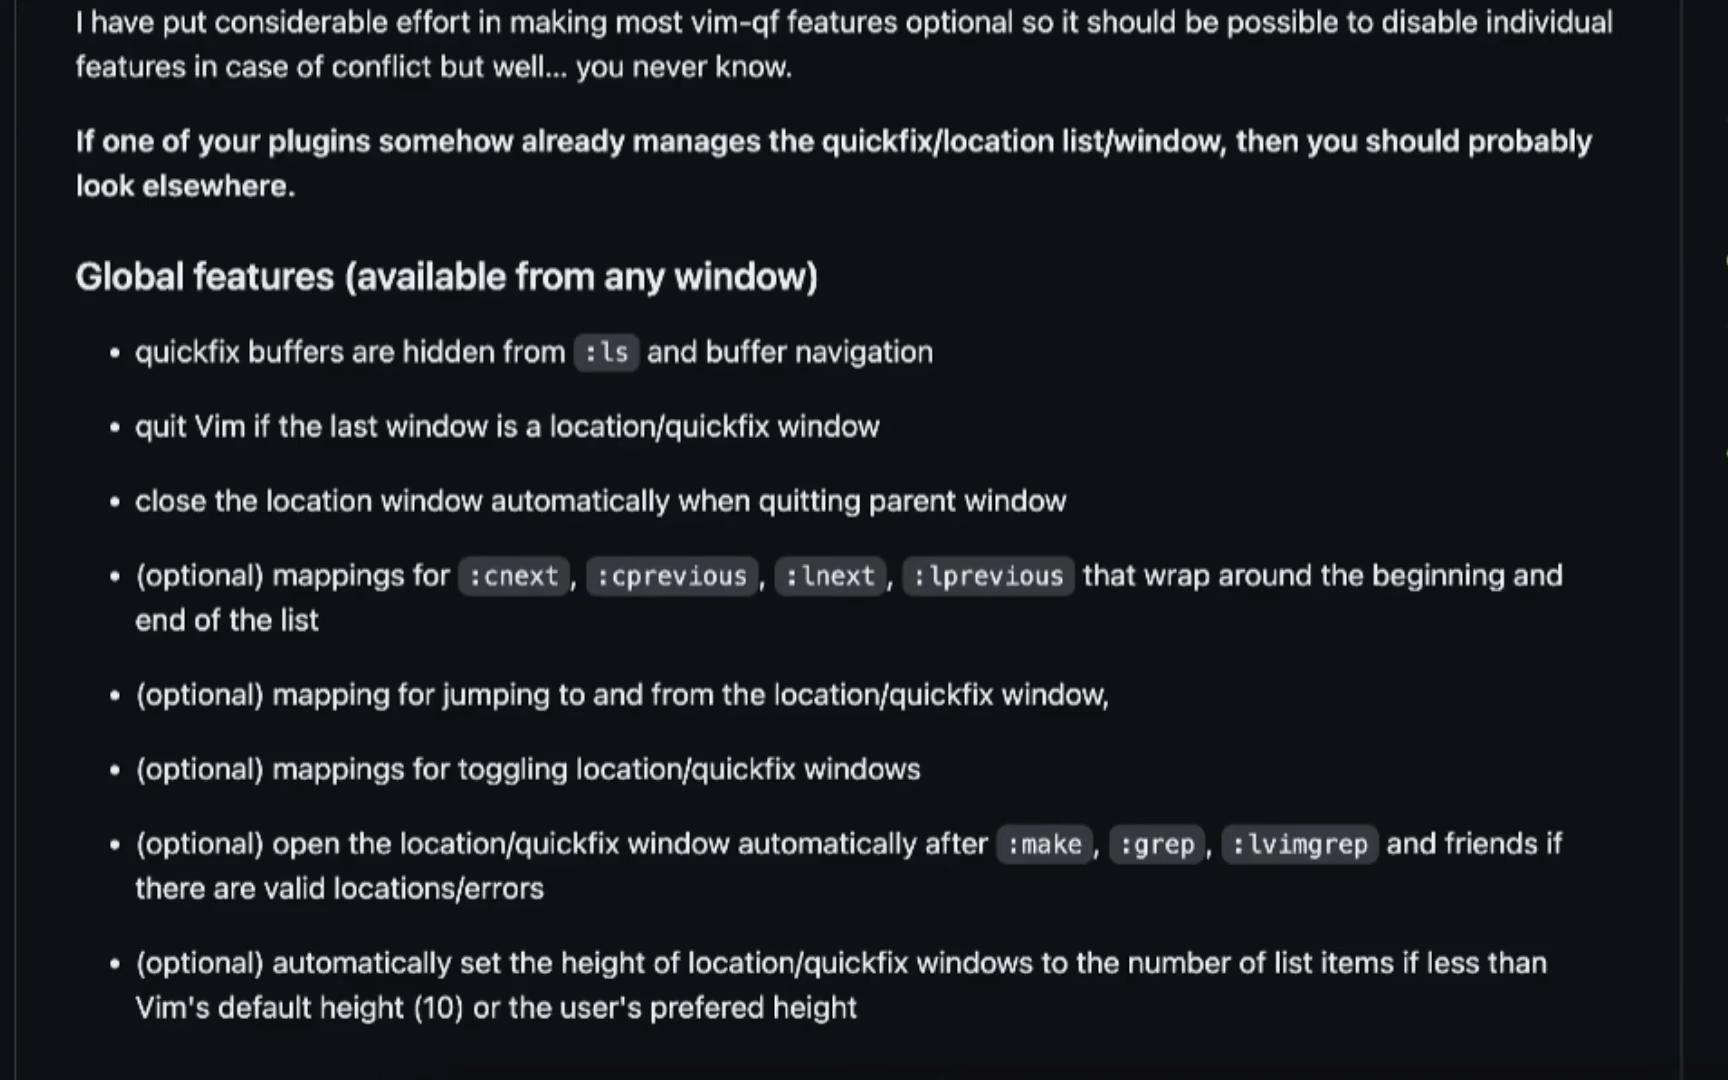 I have put considerable effort in making most vim-qf features optional so it should be possible to disable individual
features in case of conflict but well... you never know.
If one of your plugins somehow already manages the quickfix/location list/window, then you should probably
look elsewhere.
Global features (available from any window)
• quickfix buffers are hidden from :ls and buffer navigation
• quit Vim if the last window is a location/quickfix window
• close the location window automatically when quitting parent window
• (optional) mappings for :cnext, :cprevious, :lnext, :lprevious that wrap around the beginning and
end of the list
• (optional) mapping for jumping to and from the location/quickfix window,
• (optional) mappings for toggling location/quickfix windows
• (optional) open the location/quickfix window automatically after :make, :grep, :lvimgrep and friends if
there are valid locations/errors
• (optional) automatically set the height of location/quickfix windows to the number of list items if less than
Vim's default height (10) or the user's prefered height